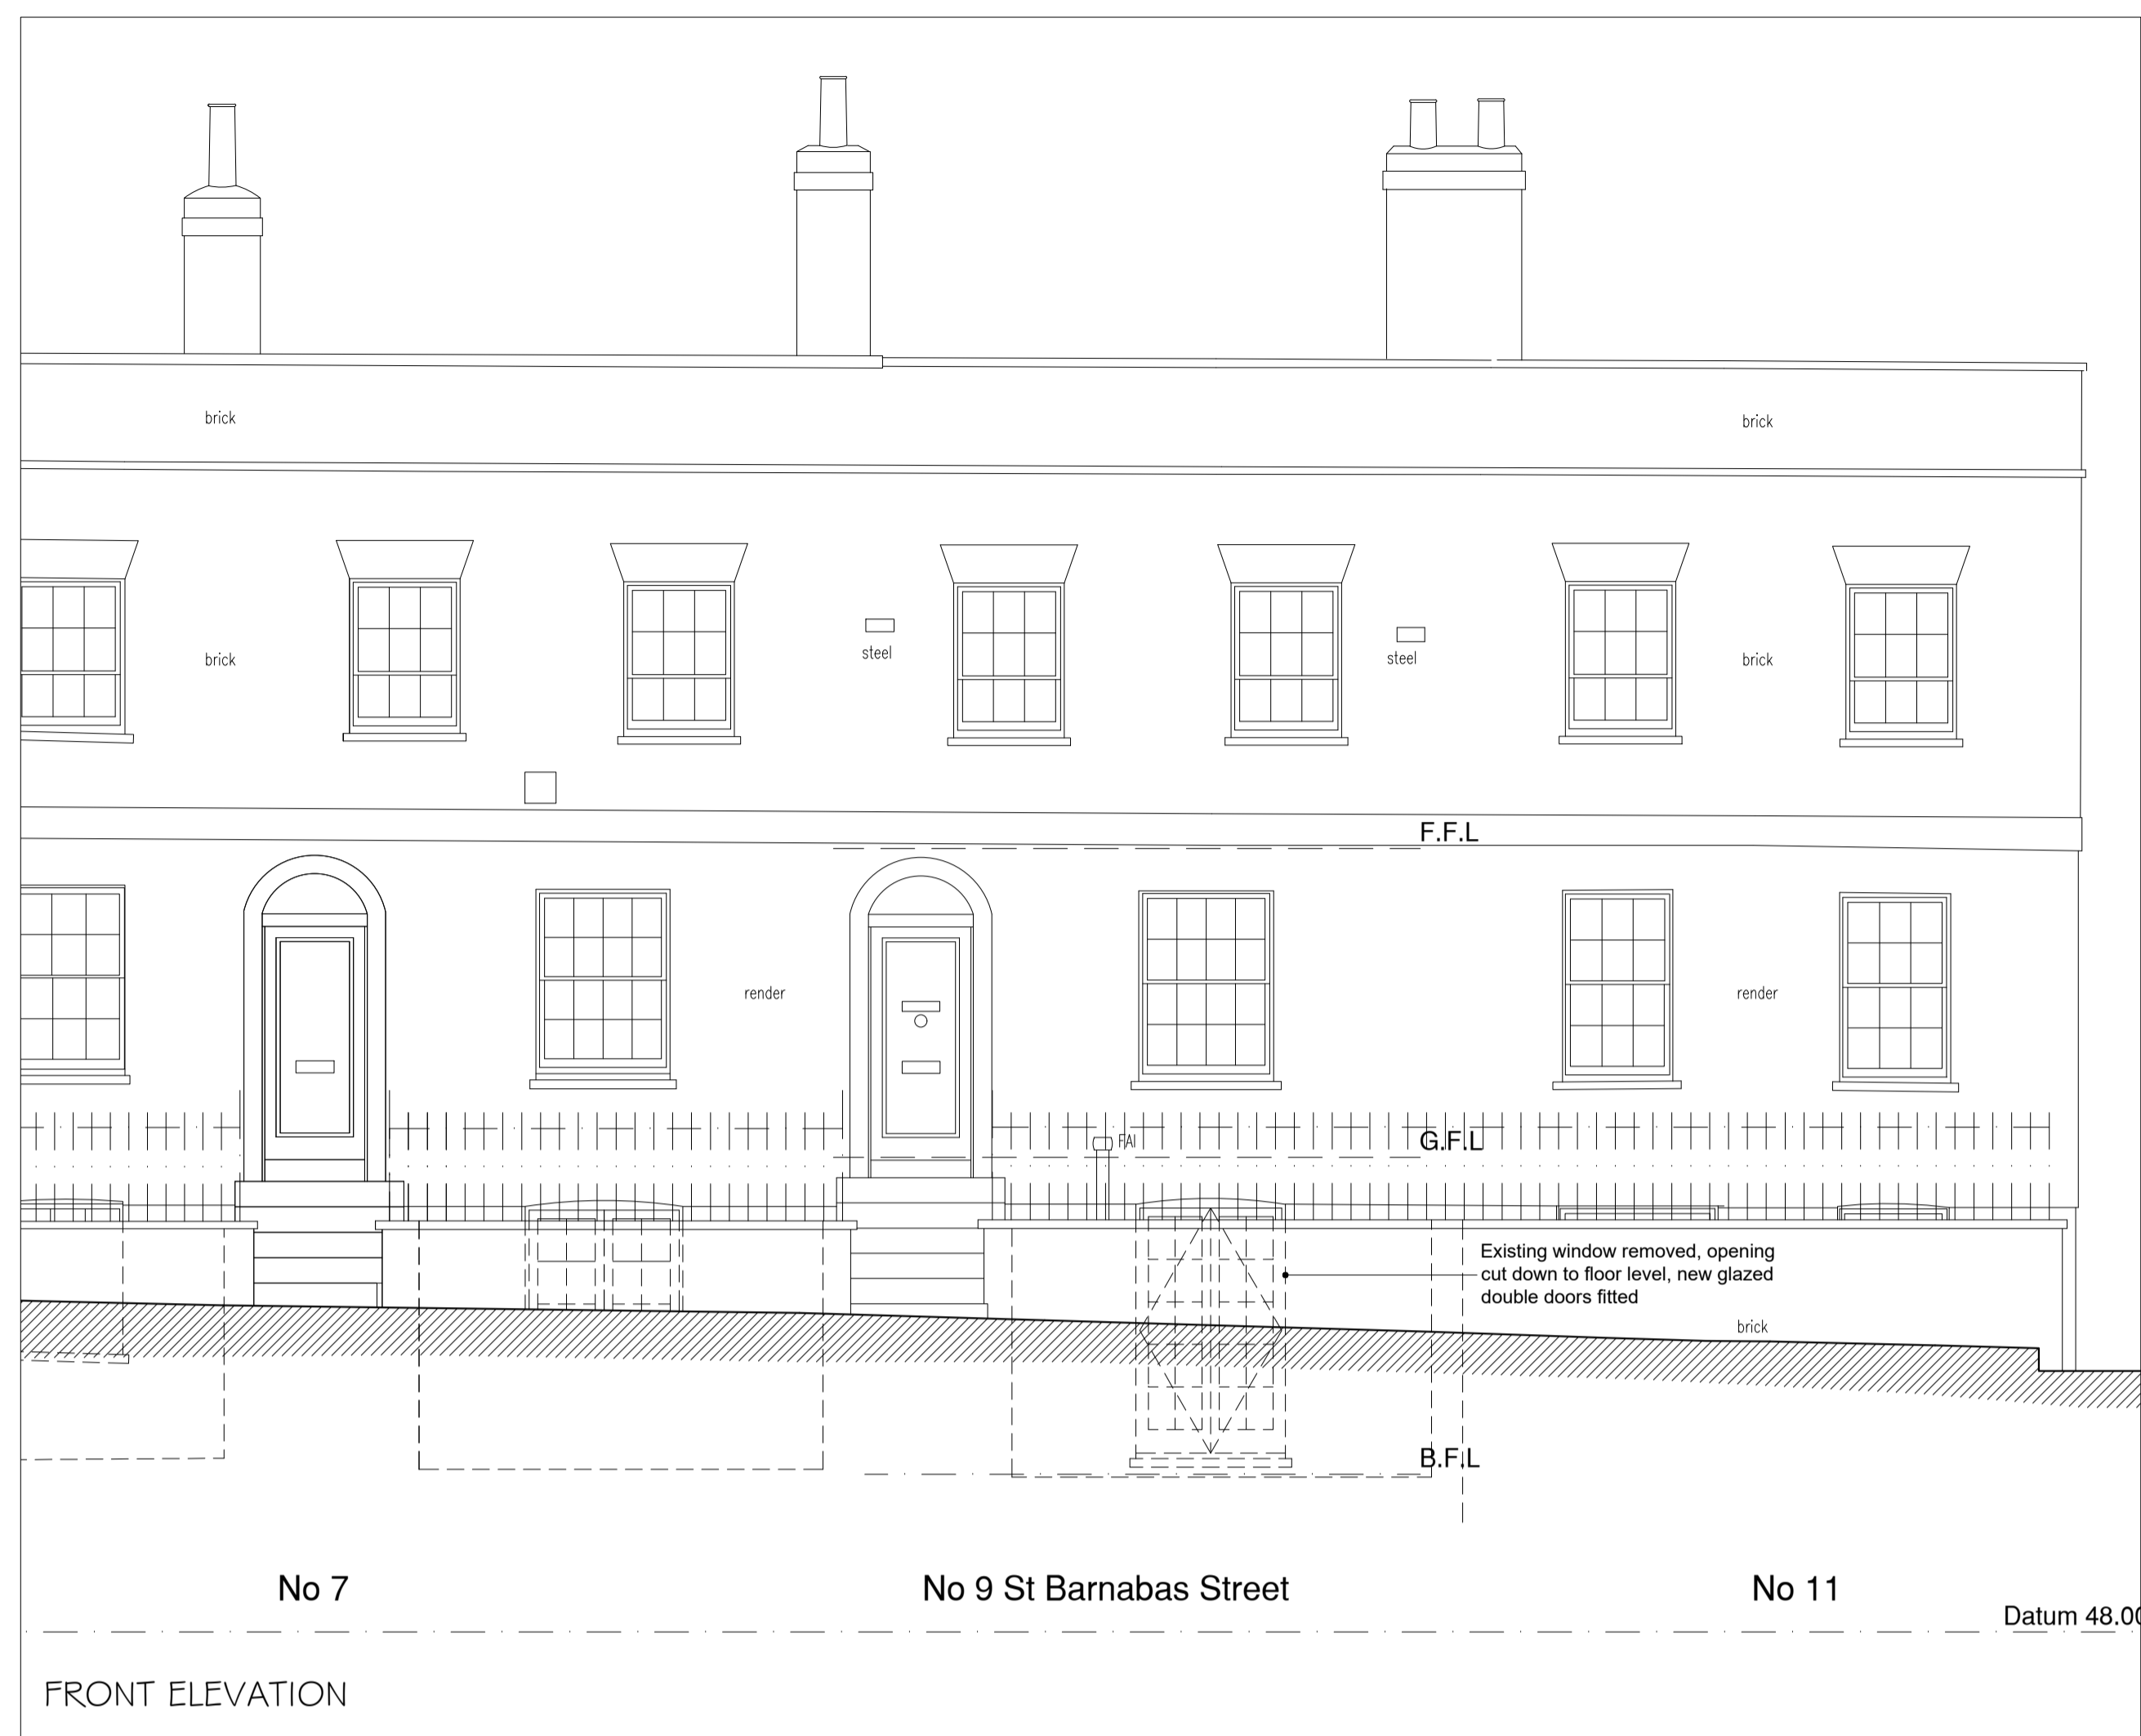 brick
brick
brick
steel
steel
brick
F.F.L
render
render
FAI
G.F.L
Existing window removed, opening
cut down to floor level, new glazed
double doors fitted
brick
B.F.L
No 7
No 9 St Barnabas Street
No 11
Datum 48.00
FRONT ELEVATION